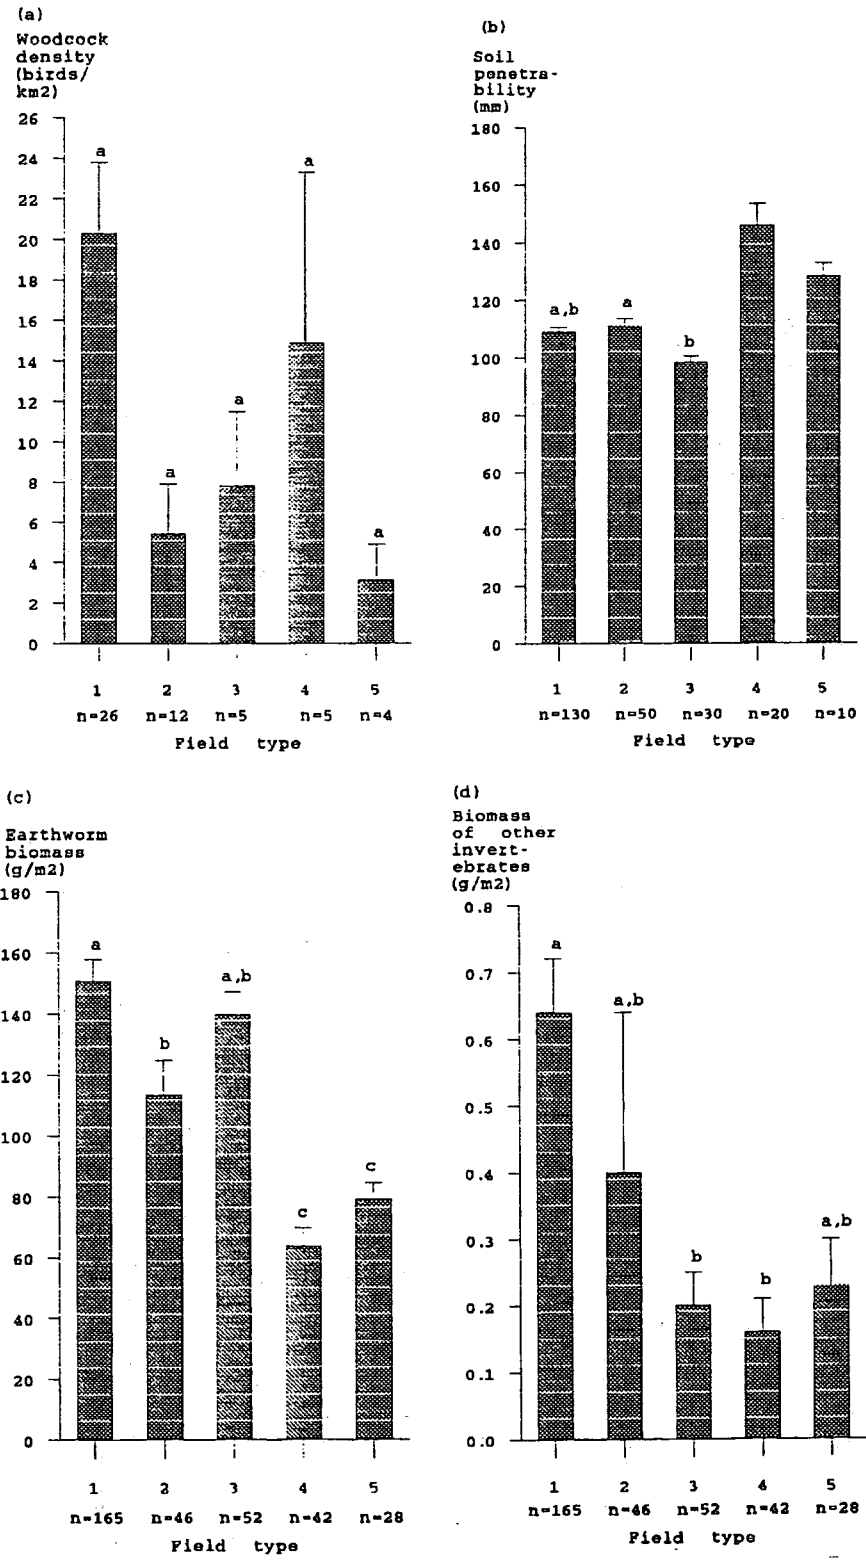 (a)
Woodcock
density
(birds/
km2)
26
24
22
20
18
16
14
12
10
8
6
4
2
0
a
a
a
a
a
1 2 3 4 5
n=26 n=12 n=5 n=5 n=4
Field type
(b)
Soil
penetra-
bility
(mm)
180
160
140
120
100
80
60
40
20
0
a,b
a
b
1 2 3 4 5
n=130 n=50 n=30 n=20 n=10
Field type
(c)
Earthworm
biomass
(g/m2)
180
160
140
120
100
80
60
40
20
0
a
b
a,b
c
c
1 2 3 4 5
n=165 n=46 n=52 n=42 n=28
Field type
(d)
Biomass
of other
invert-
ebrates
(g/m2)
0.8
0.7
0.6
0.5
0.4
0.3
0.2
0.1
0.0
a
a,b
b
b
a,b
1 2 3 4 5
n=165 n=46 n=52 n=42 n=28
Field type